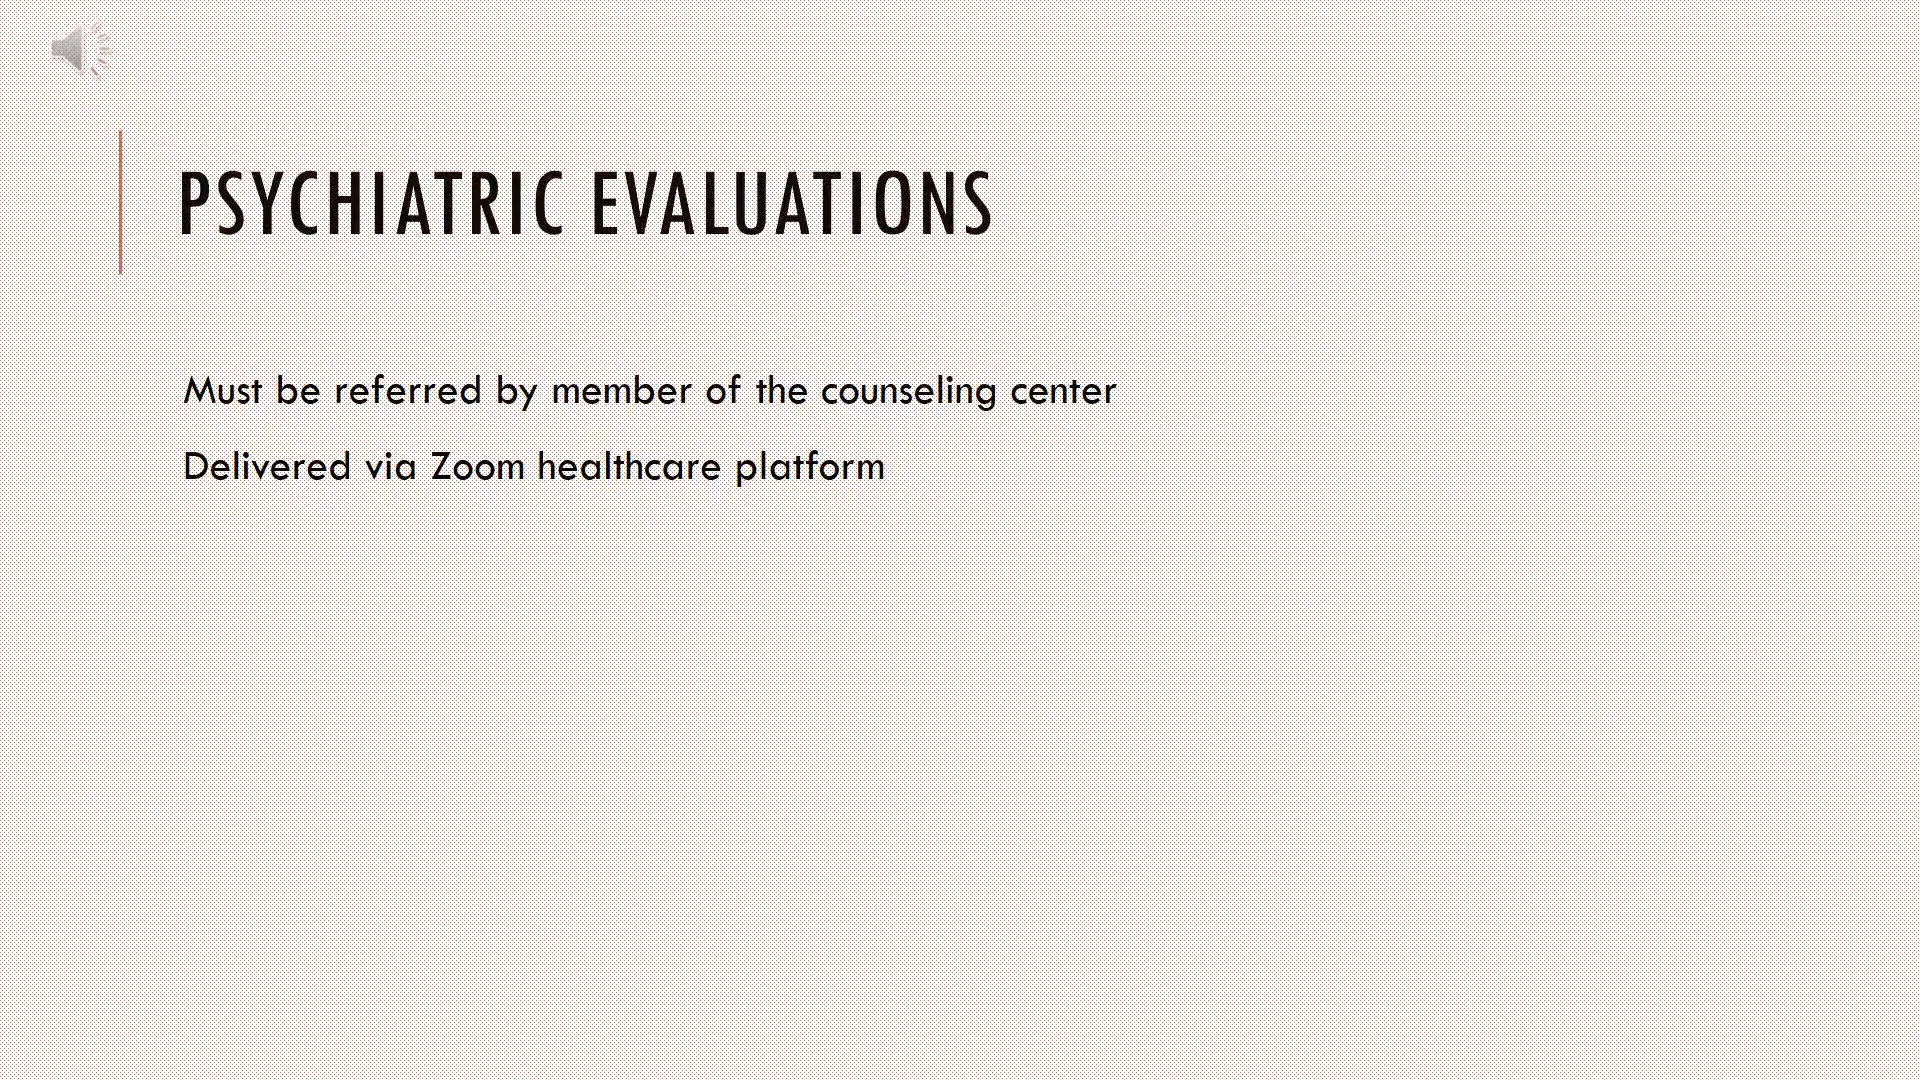 PSYCHIATRIC EVALUATIONS
Must be referred by member of the counseling center
Delivered via Zoom healthcare platform